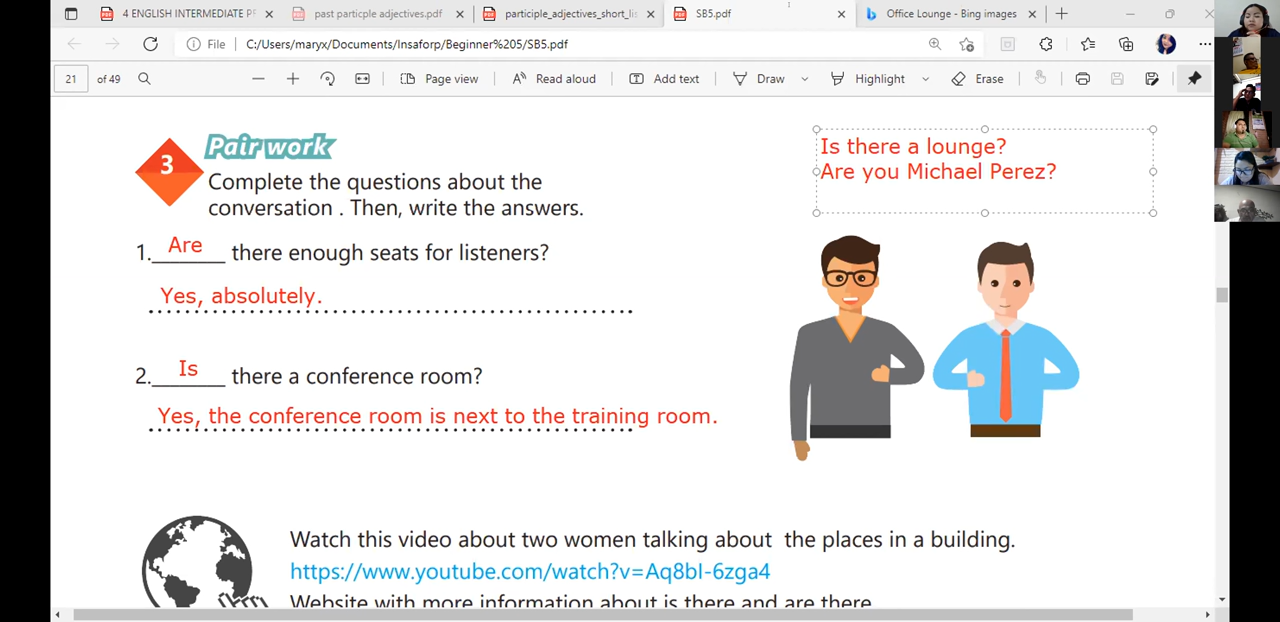 4 ENGLISH INTERMEDIATE PF
past particple adjectives.pdf
participle_adjectives_short_lis
SB5.pdf
Office Lounge - Bing images
File
C:/Users/maryx/Documents/Insaforp/Beginner%205/SB5.pdf
21 of 49
Page view
Read aloud
Add text
Draw
Highlight
Erase
3
Pair work
Complete the questions about the
conversation . Then, write the answers.
Is there a lounge?
Are you Michael Perez?
1. Are there enough seats for listeners?
Yes, absolutely.
2. Is there a conference room?
Yes, the conference room is next to the training room.
Watch this video about two women talking about the places in a building.
https://www.youtube.com/watch?v=Aq8bI-6zga4
Website with more information about is there and are there